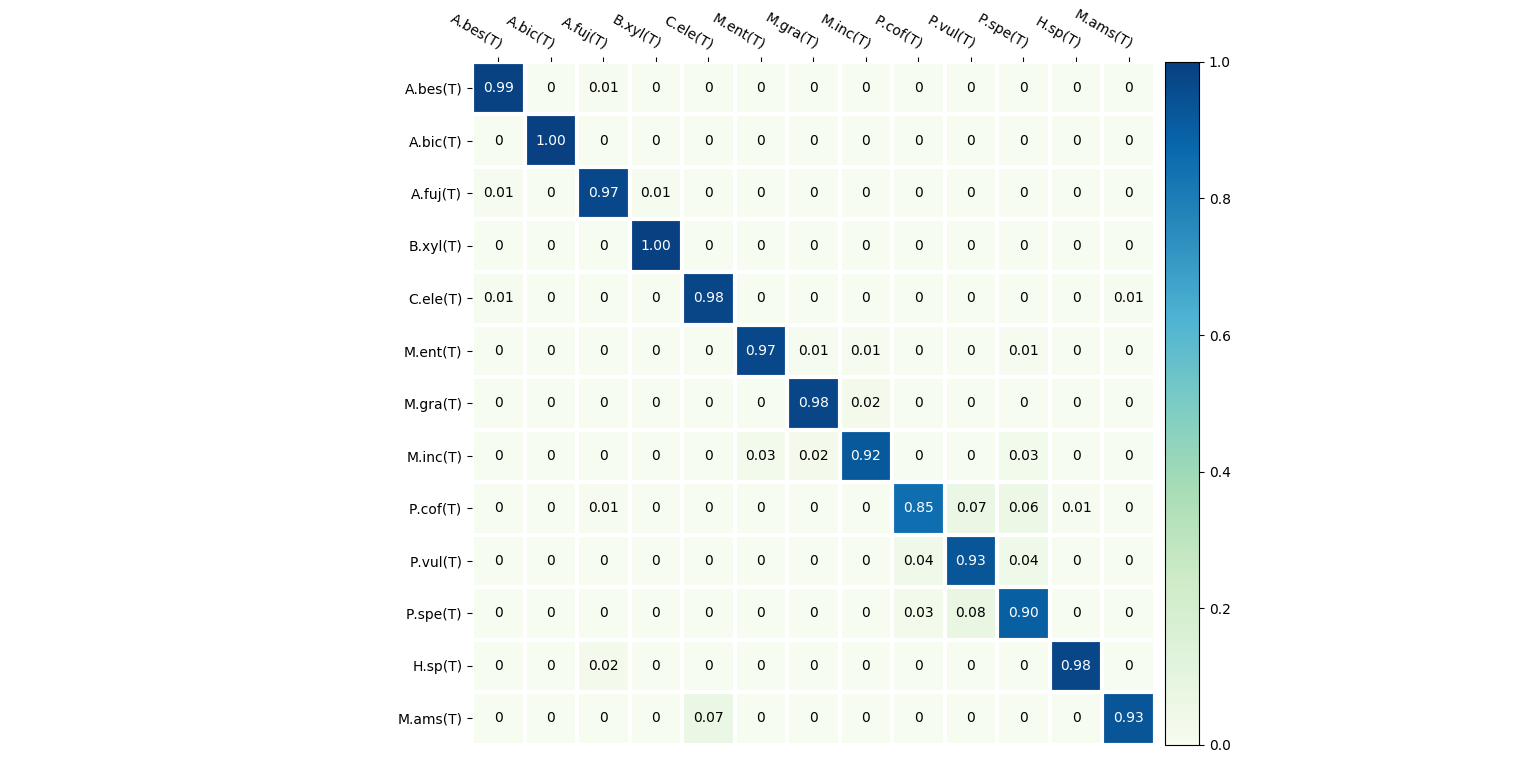 A.bes(T) A.bic(T) A.fuj(T) B.xyl(T) C.ele(T) M.ent(T) M.gra(T) M.inc(T) P.cof(T) P.vul(T) P.spe(T) H.sp(T) M.ams(T)
A.bes(T) 0.99 0 0.01 0 0 0 0 0 0 0 0 0 0
A.bic(T) 0 1.00 0 0 0 0 0 0 0 0 0 0 0
A.fuj(T) 0.01 0 0.97 0.01 0 0 0 0 0 0 0 0 0
B.xyl(T) 0 0 0 1.00 0 0 0 0 0 0 0 0 0
C.ele(T) 0.01 0 0 0 0.98 0 0 0 0 0 0 0 0.01
M.ent(T) 0 0 0 0 0 0.97 0.01 0.01 0 0 0.01 0 0
M.gra(T) 0 0 0 0 0 0 0.98 0.02 0 0 0 0 0
M.inc(T) 0 0 0 0 0 0.03 0.02 0.92 0 0 0.03 0 0
P.cof(T) 0 0 0.01 0 0 0 0 0 0.85 0.07 0.06 0.01 0
P.vul(T) 0 0 0 0 0 0 0 0 0.04 0.93 0.04 0 0
P.spe(T) 0 0 0 0 0 0 0 0 0.03 0.08 0.90 0 0
H.sp(T) 0 0 0.02 0 0 0 0 0 0 0 0 0.98 0
M.ams(T) 0 0 0 0 0.07 0 0 0 0 0 0 0 0.93
1.0
0.8
0.6
0.4
0.2
0.0